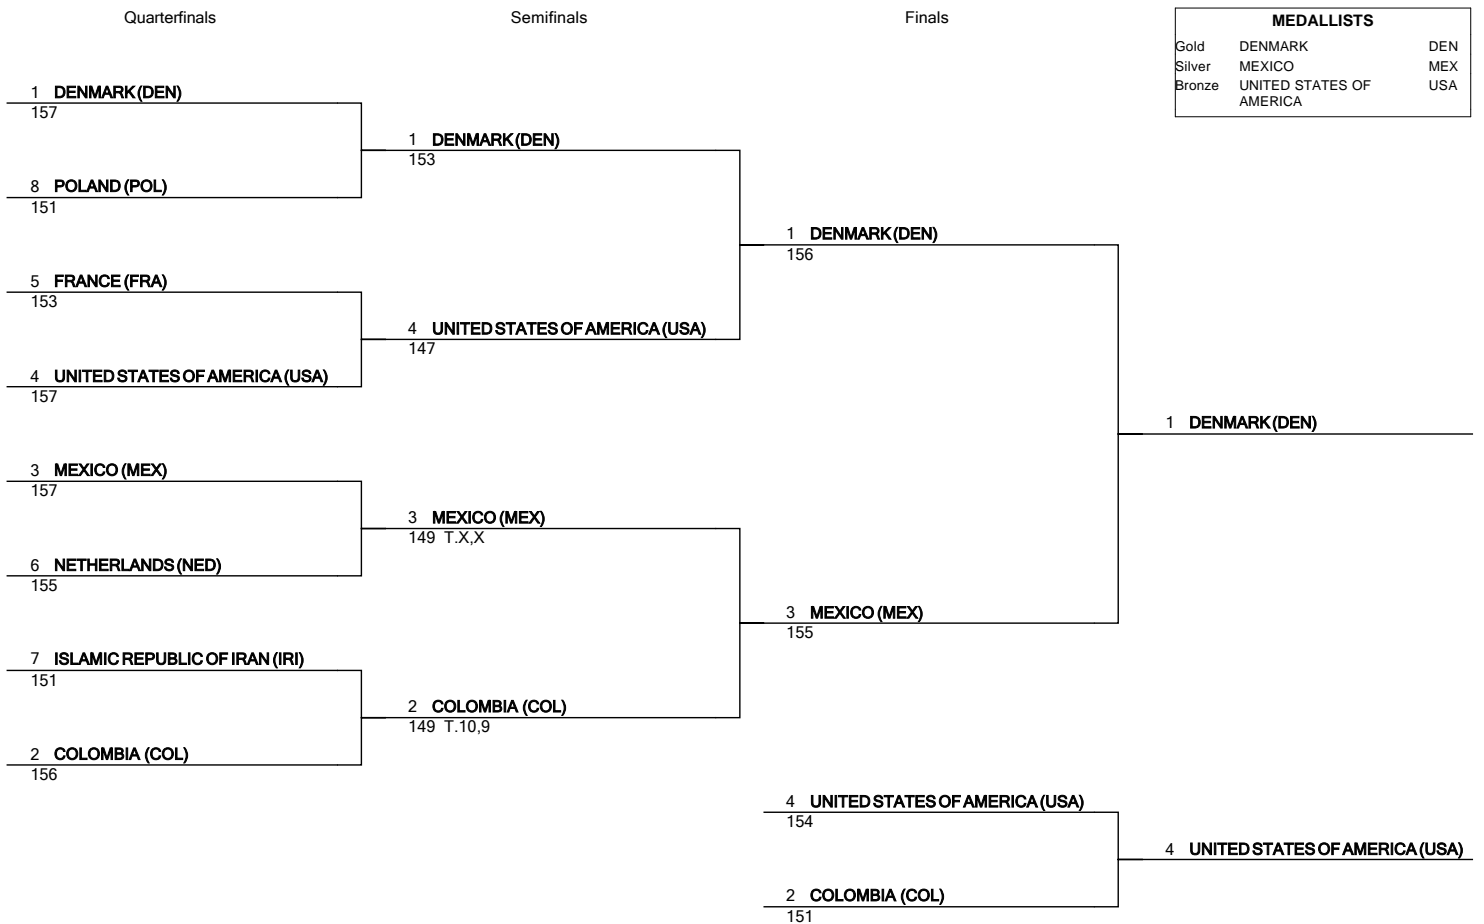 Quarterfinals Semifinals Finals
MEDALLISTS
Gold DENMARK DEN
Silver MEXICO MEX
Bronze UNITED STATES OF AMERICA USA
1 DENMARK (DEN)
157
8 POLAND (POL)
151
5 FRANCE (FRA)
153
4 UNITED STATES OF AMERICA (USA)
157
3 MEXICO (MEX)
157
6 NETHERLANDS (NED)
155
7 ISLAMIC REPUBLIC OF IRAN (IRI)
151
2 COLOMBIA (COL)
156
1 DENMARK (DEN)
153
4 UNITED STATES OF AMERICA (USA)
147
3 MEXICO (MEX)
149 T.X,X
2 COLOMBIA (COL)
149 T.10,9
1 DENMARK (DEN)
156
3 MEXICO (MEX)
155
4 UNITED STATES OF AMERICA (USA)
154
2 COLOMBIA (COL)
151
1 DENMARK (DEN)
4 UNITED STATES OF AMERICA (USA)